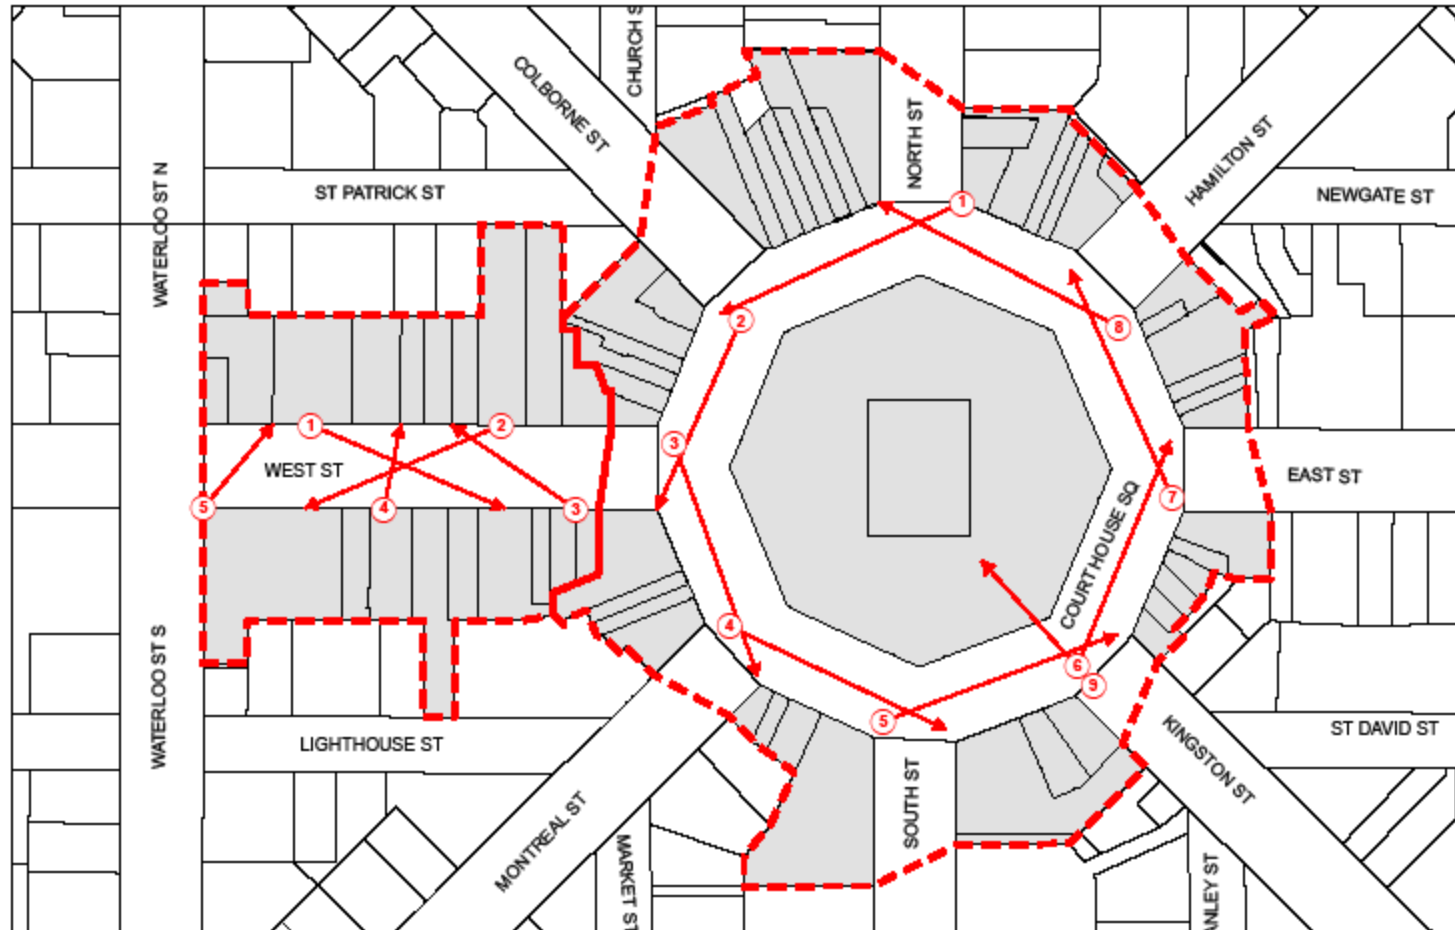 CHURCH S
COLBORNE ST
NORTH ST
HAMILTON ST
WATERLOO ST N
ST PATRICK ST
NEWGATE ST
1
2
8
1
2
3
WEST ST
EAST ST
5
4
3
7
COURTHOUSE SQ
4
6
9
5
WATERLOO ST S
LIGHTHOUSE ST
MONTREAL ST
MARKET ST
SOUTH ST
KINGSTON ST
ST DAVID ST
ANLEY ST